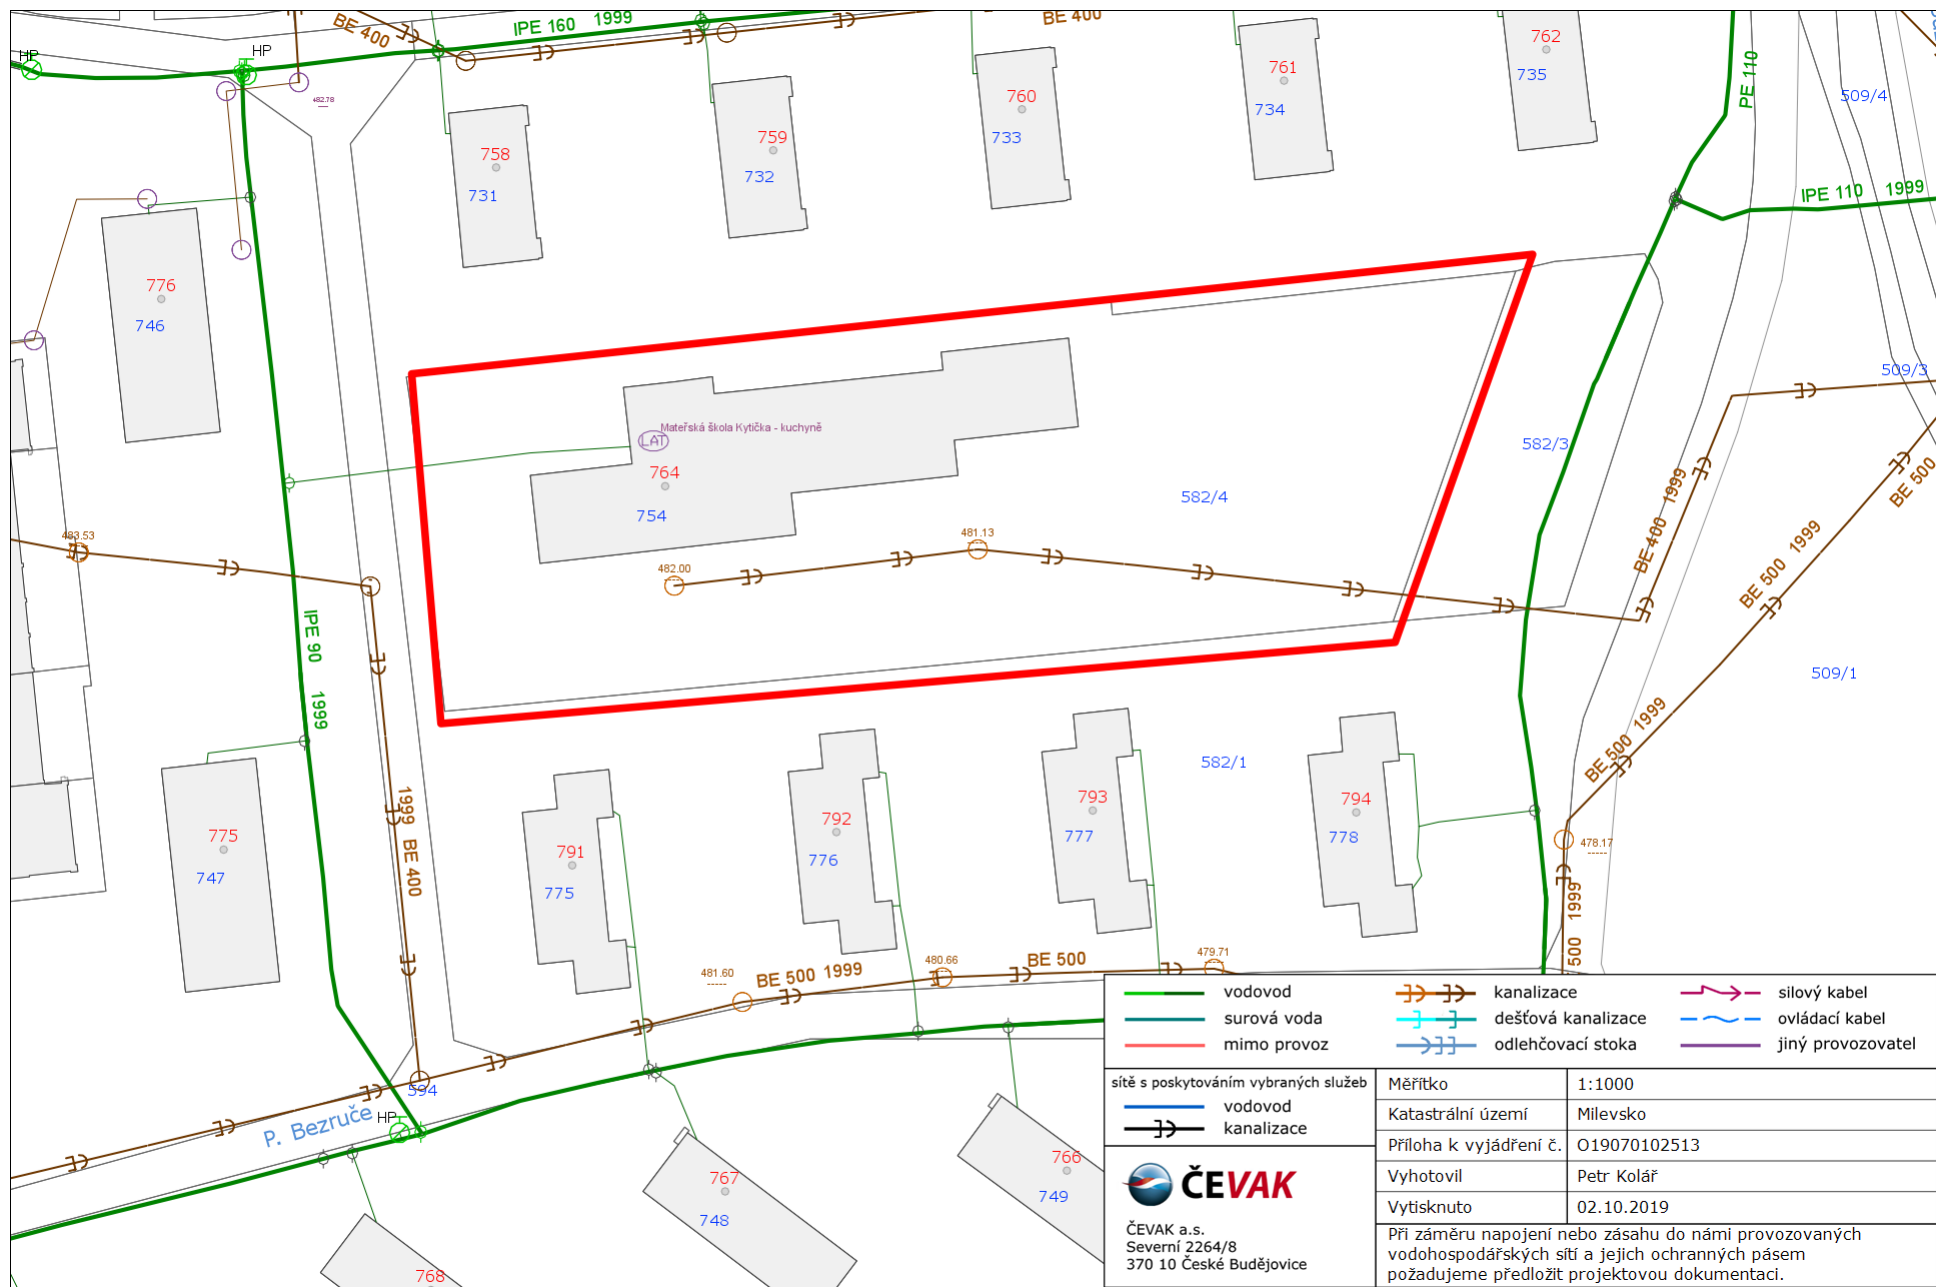 IPE 160 1999
BE 400
BE 400
HP
HP
482.78
762
735
PE 110
509/4
761
734
760
733
759
732
758
731
IPE 110 1999
776
746
509/3
Mateřská škola Kytička - kuchyně
LAT
764
754
582/4
582/3
BE 500
483.53
482.00
481.13
BE 400 1999
BE 500 1999
IPE 90 1999
509/1
BE 500 1999
582/1
1999 BE 400
775
747
791
775
792
776
793
777
794
778
478.17
500 1999
481.60
BE 500 1999
480.66
BE 500
479.71
594
P. Bezruče
HP
767
748
766
749
768
vodovod
surová voda
mimo provoz
kanalizace
dešťová kanalizace
odlehčovací stoka
silový kabel
ovládací kabel
jiný provozovatel
sítě s poskytováním vybraných služeb
vodovod
kanalizace
Měřítko 1:1000
Katastrální území Milevsko
Příloha k vyjádření č. O19070102513
Vyhotovil Petr Kolář
Vytisknuto 02.10.2019
ČEVAK
ČEVAK a.s.
Severní 2264/8
370 10 České Budějovice
Při záměru napojení nebo zásahu do námi provozovaných
vodohospodářských sítí a jejich ochranných pásem
požadujeme předložit projektovou dokumentaci.